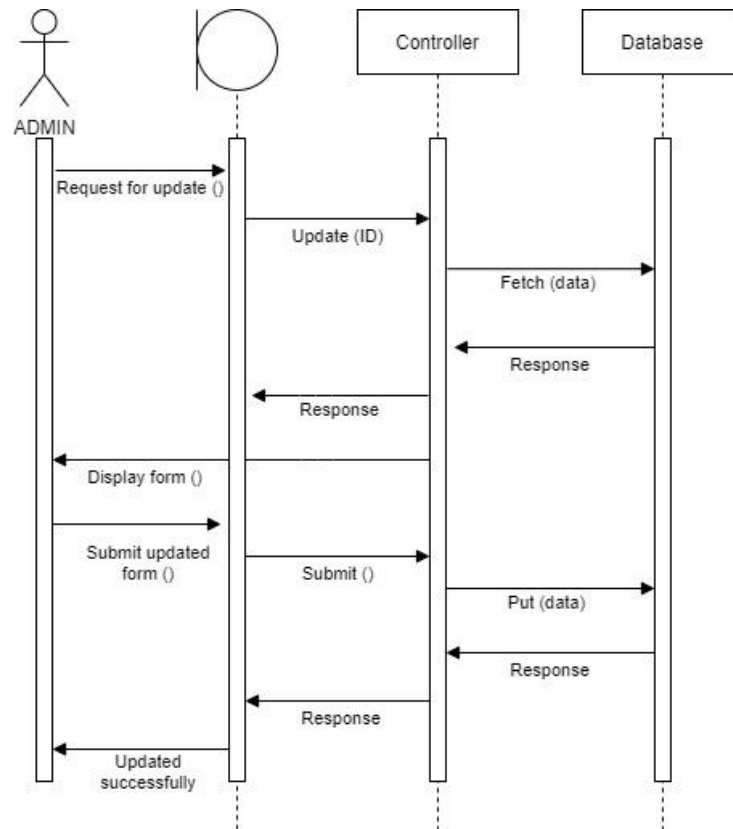 Controller
Database
ADMIN
Request for update ()
Update (ID)
Fetch (data)
Response
Response
Display form ()
Submit updated
form ()
Submit ()
Put (data)
Response
Response
Updated
successfully